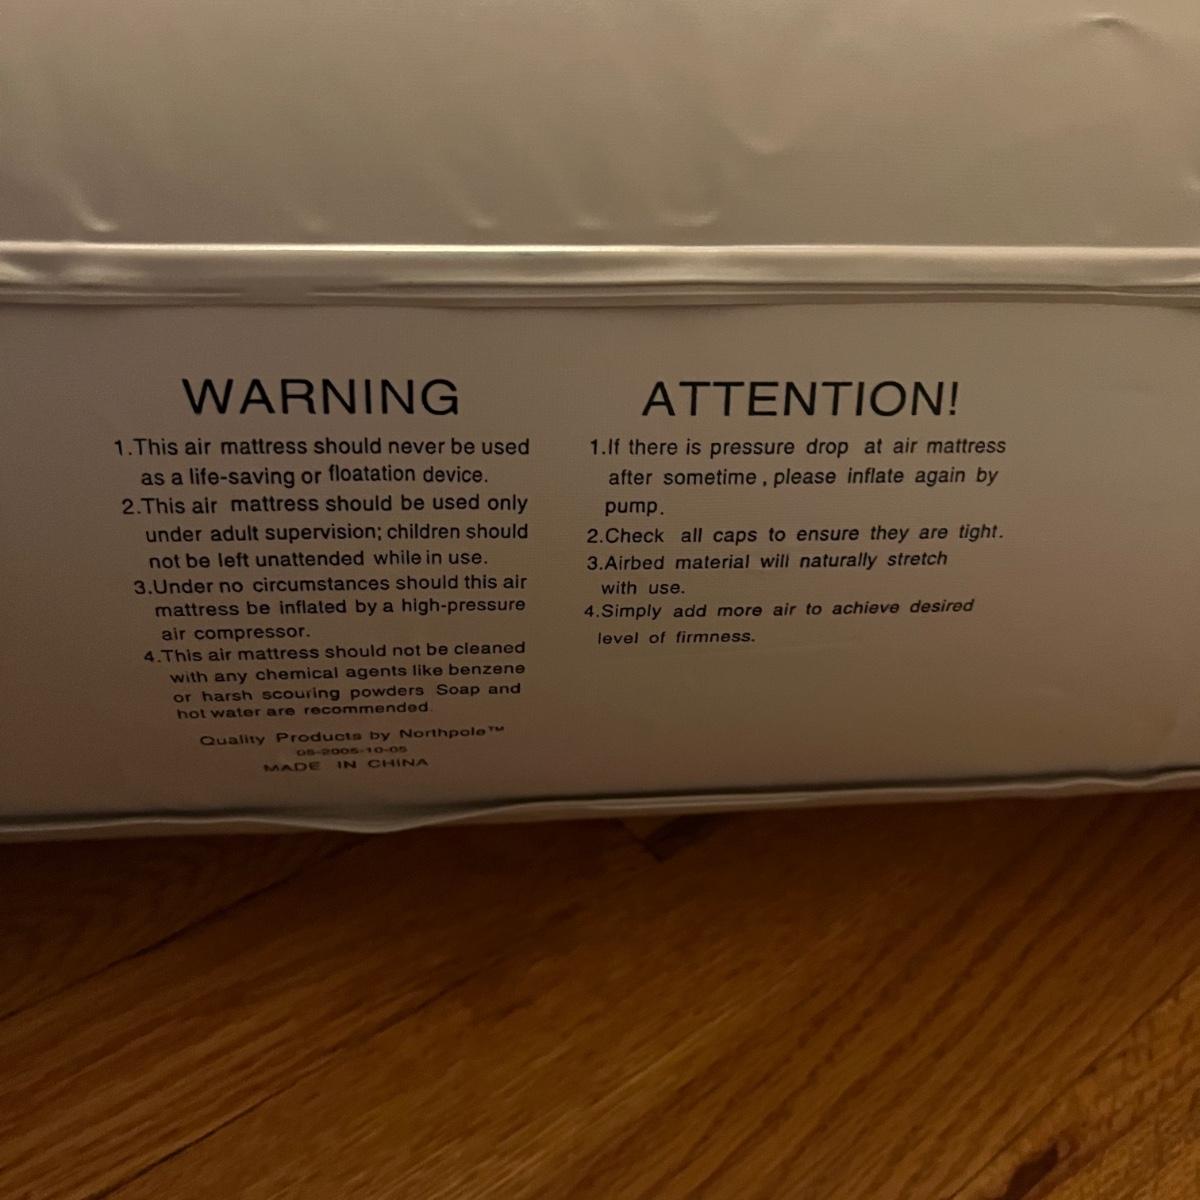 WARNING
1.This air mattress should never be used
as a life-saving or floatation device.
2.This air mattress should be used only
under adult supervision; children should
not be left unattended while in use.
3.Under no circumstances should this air
mattress be inflated by a high-pressure
air compressor.
4.This air mattress should not be cleaned
with any chemical agents like benzene
or harsh scouring powders Soap and
hot water are recommended.
Quality Products by Northpole™
05-2005-10-05
MADE IN CHINA
ATTENTION!
1.If there is pressure drop at air mattress
after sometime, please inflate again by
pump.
2.Check all caps to ensure they are tight.
3.Airbed material will naturally stretch
with use.
4.Simply add more air to achieve desired
level of firmness.